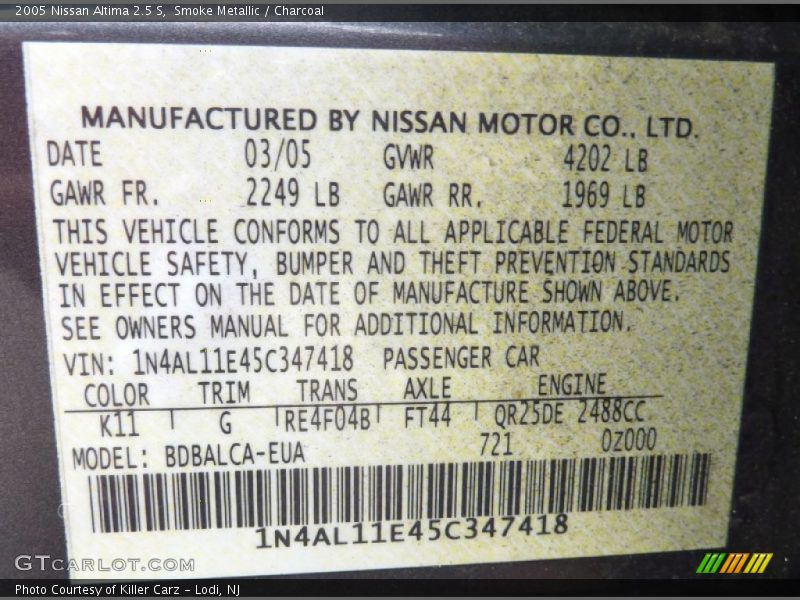 2005 Nissan Altima 2.5 S, Smoke Metallic / Charcoal
MANUFACTURED BY NISSAN MOTOR CO., LTD.
DATE 03/05 GVWR 4202 LB
GAWR FR. 2249 LB GAWR RR. 1969 LB
THIS VEHICLE CONFORMS TO ALL APPLICABLE FEDERAL MOTOR
VEHICLE SAFETY, BUMPER AND THEFT PREVENTION STANDARDS
IN EFFECT ON THE DATE OF MANUFACTURE SHOWN ABOVE.
SEE OWNERS MANUAL FOR ADDITIONAL INFORMATION.
VIN: 1N4AL11E45C347418 PASSENGER CAR
COLOR TRIM TRANS AXLE ENGINE
K11 G RE4F04B FT44 QR25DE 2488CC
MODEL: BDBALCA-EUA 721 0Z000
1N4AL11E45C347418
GTCARLOT.COM
Photo Courtesy of Killer Carz - Lodi, NJ